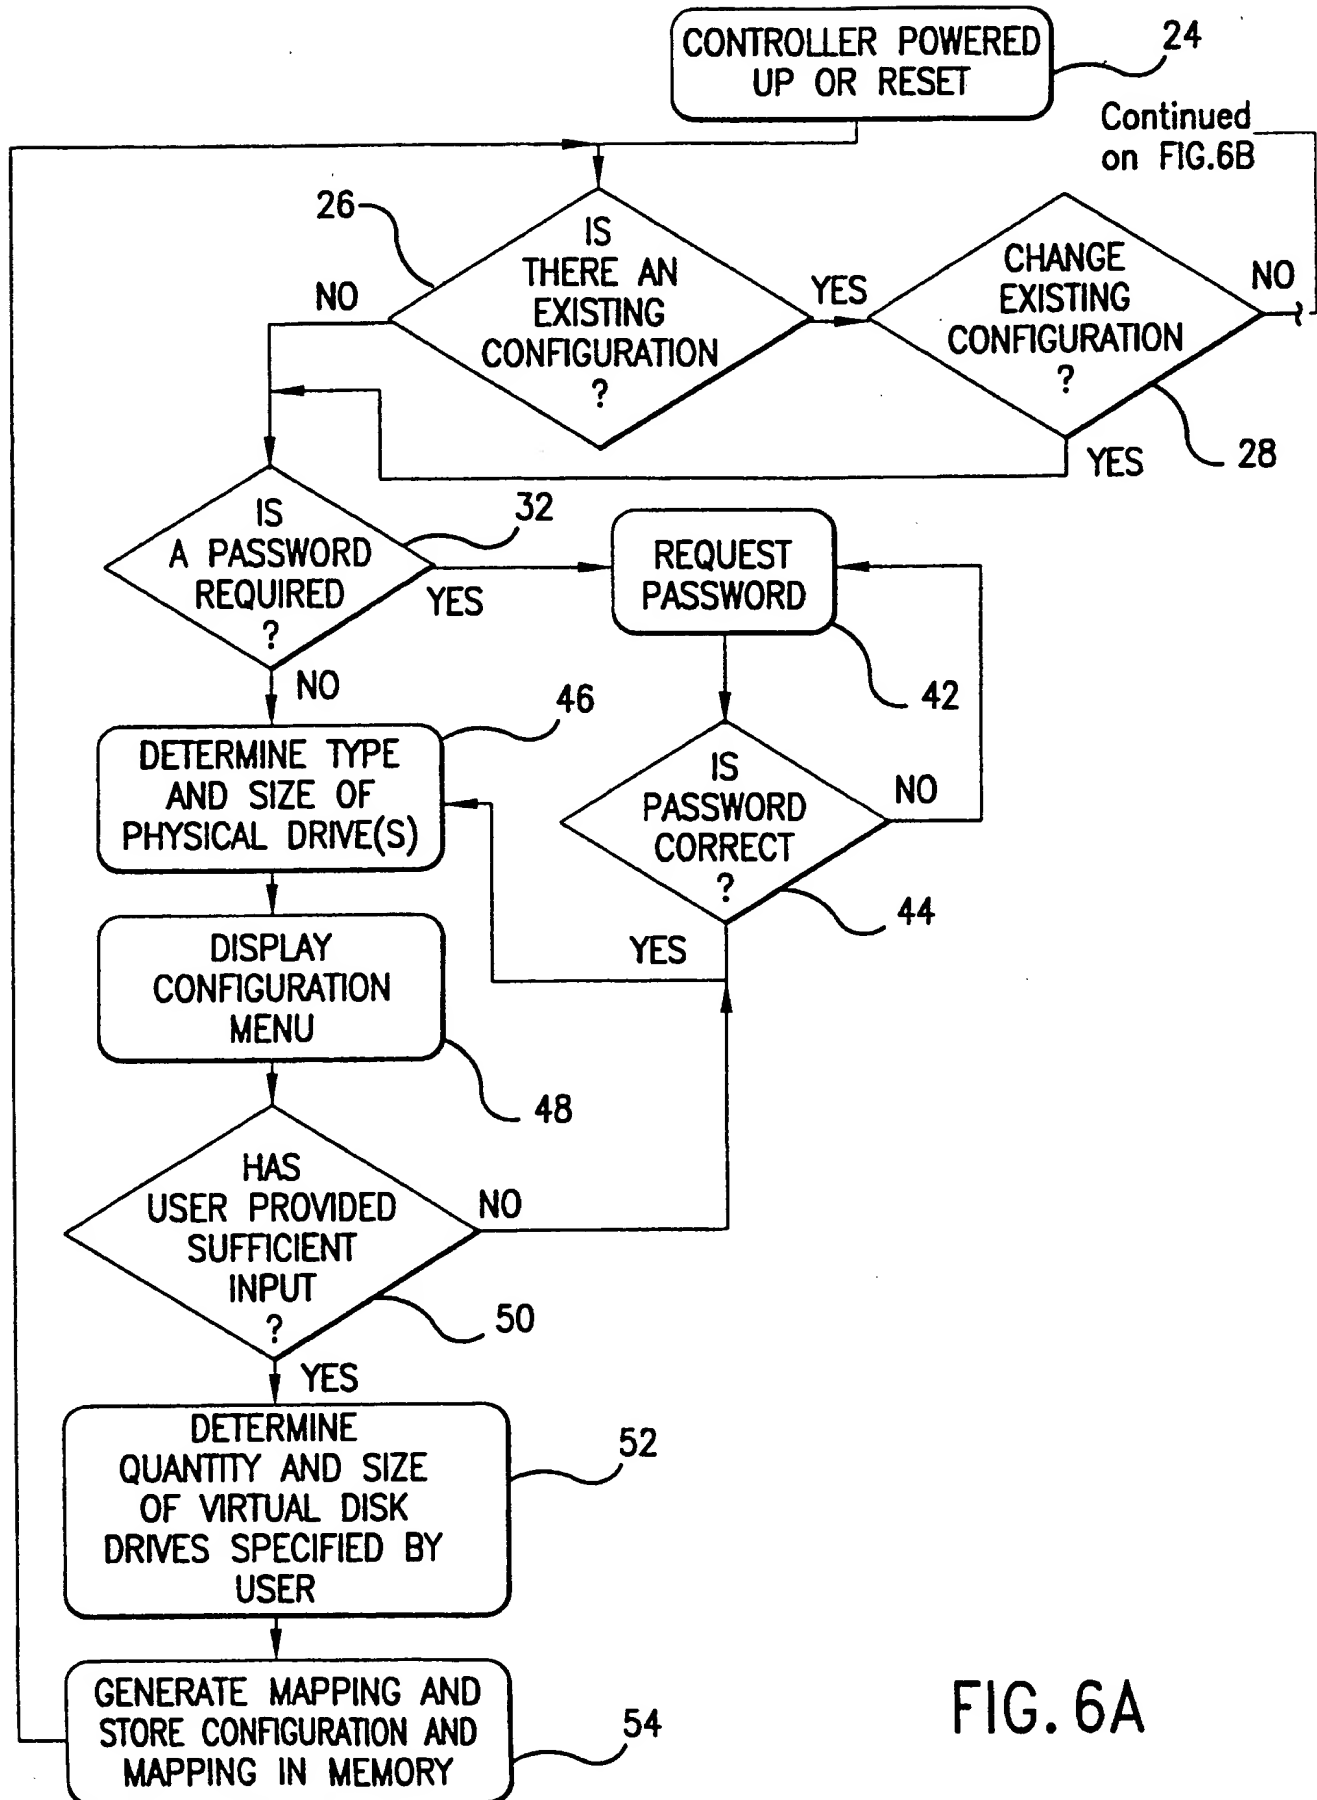 CONTROLLER POWERED
UP OR RESET
24
Continued
on FIG.6B
26
IS
THERE AN
EXISTING
CONFIGURATION
?
NO
YES
CHANGE
EXISTING
CONFIGURATION
?
NO
YES
28
IS
A PASSWORD
REQUIRED
?
32
YES
NO
REQUEST
PASSWORD
42
46
DETERMINE TYPE
AND SIZE OF
PHYSICAL DRIVE(S)
IS
PASSWORD
CORRECT
?
NO
44
YES
DISPLAY
CONFIGURATION
MENU
48
HAS
USER PROVIDED
SUFFICIENT
INPUT
?
NO
50
YES
DETERMINE
QUANTITY AND SIZE
OF VIRTUAL DISK
DRIVES SPECIFIED BY
USER
52
GENERATE MAPPING AND
STORE CONFIGURATION AND
MAPPING IN MEMORY
54
FIG. 6A